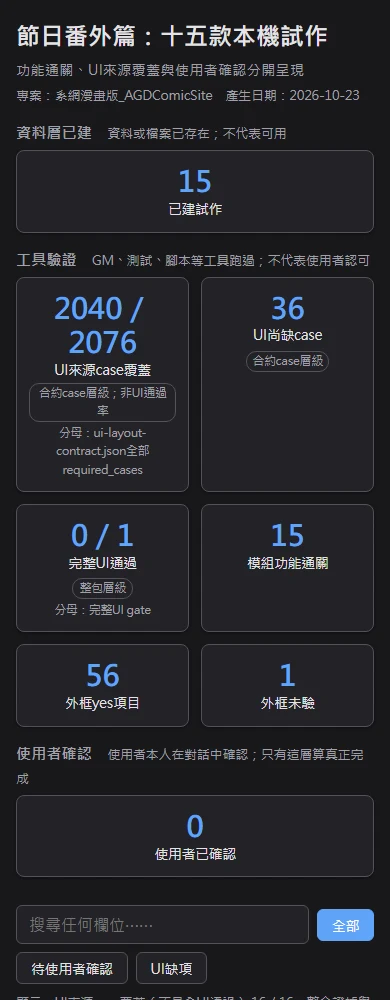 節日番外篇：十五款本機試作
功能通關、UI來源覆蓋與使用者確認分開呈現
專案：系網漫畫版_AGDComicSite 產生日期：2026-10-23
資料層已建 資料或檔案已存在；不代表可用
15
已建試作
工具驗證 GM、測試、腳本等工具跑過；不代表使用者認可
2040 /
2076
UI來源case覆蓋
合約case層級；非UI通過
率
分母：ui-layout-
contract.json全部
required_cases
36
UI尚缺case
合約case層級
0 / 1
完整UI通過
整包層級
分母：完整UI gate
15
模組功能通關
56
外框yes項目
1
外框未驗
使用者確認 使用者本人在對話中確認；只有這層算真正完
成
0
使用者已確認
搜尋任何欄位⋯⋯
全部
待使用者確認
UI缺項